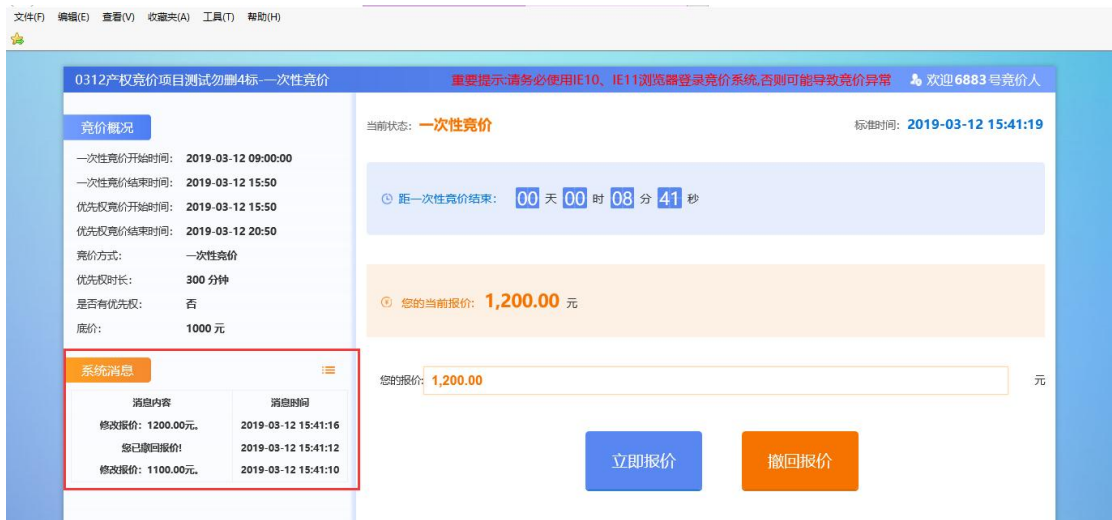 文件(F) 编辑(E) 查看(V) 收藏夹(A) 工具(T) 帮助(H)
0312产权竞价项目测试勿删4标-一次性竞价 重要提示:请务必使用IE10、IE11浏览器登录竞价系统,否则可能导致竞价异常 欢迎6883号竞价人
竞价概况
一次性竞价开始时间: 2019-03-12 09:00:00
一次性竞价结束时间: 2019-03-12 15:50
优先权竞价开始时间: 2019-03-12 15:50
优先权竞价结束时间: 2019-03-12 20:50
竞价方式: 一次性竞价
优先权时长: 300 分钟
是否有优先权: 否
底价: 1000 元
系统消息
消息内容 消息时间
修改报价: 1200.00元。 2019-03-12 15:41:16
您已撤回报价! 2019-03-12 15:41:12
修改报价: 1100.00元。 2019-03-12 15:41:10
当前状态: 一次性竞价 标准时间: 2019-03-12 15:41:19
距一次性竞价结束: 00 天 00 时 08 分 41 秒
您的当前报价: 1,200.00 元
您的报价: 1,200.00 元
立即报价 撤回报价